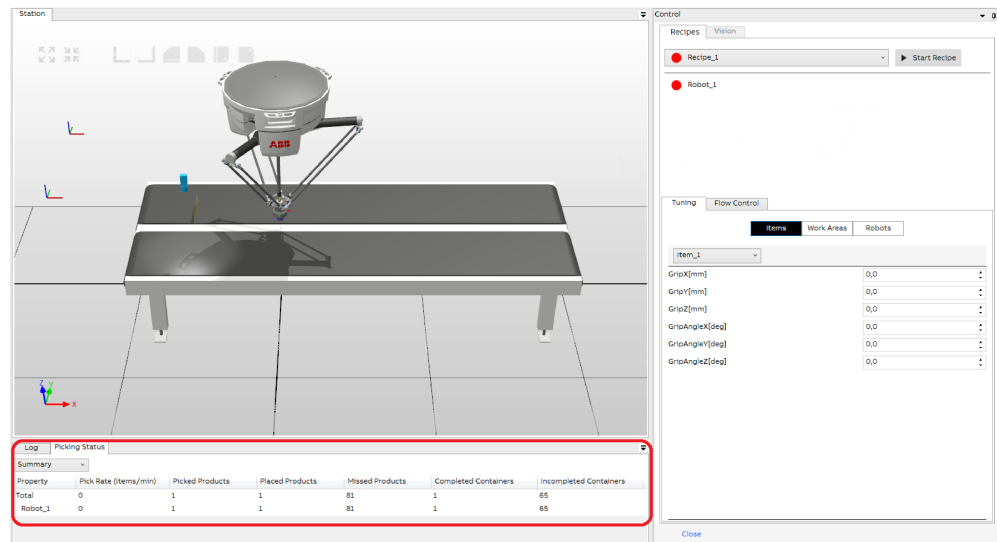 Station
Control
Recipes Vision
Recipe_1 Start Recipe
Robot_1
ABB
Tuning Flow Control
Items Work Areas Robots
Item_1
GripX[mm] 0,0
GripY[mm] 0,0
GripZ[mm] 0,0
GripAngleX[deg] 0,0
GripAngleY[deg] 0,0
GripAngleZ[deg] 0,0
Z Y
X
Log Picking Status
Summary
Property Pick Rate (Items/min) Picked Products Placed Products Missed Products Completed Containers Incompleted Containers
Total 0 1 1 81 1 65
Robot_1 0 1 1 81 1 65
Close